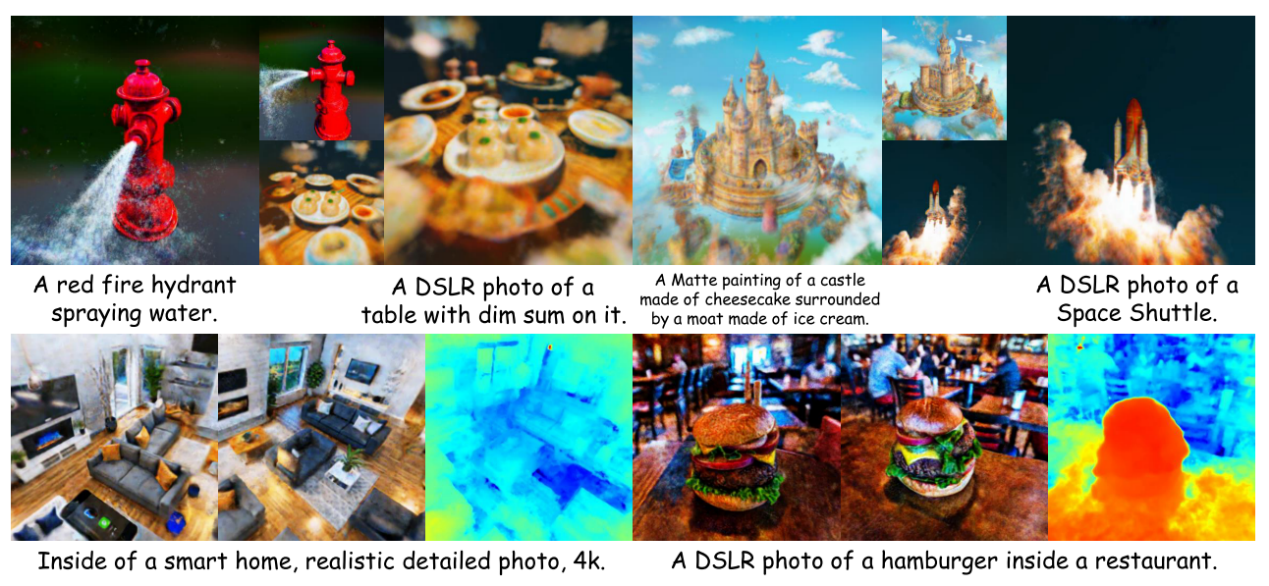 A red fire hydrant
spraying water.
A DSLR photo of a
table with dim sum on it.
A Matte painting of a castle
made of cheesecake surrounded
by a moat made of ice cream.
A DSLR photo of a
Space Shuttle.
Inside of a smart home, realistic detailed photo, 4k.
A DSLR photo of a hamburger inside a restaurant.